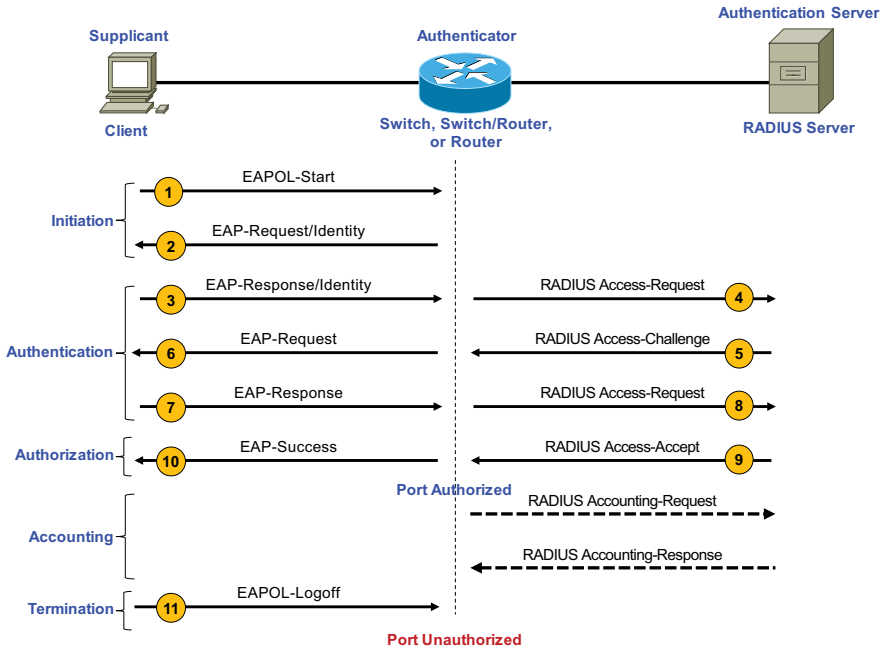 Authentication Server
Supplicant
Authenticator
Client
Switch, Switch/Router,
or Router
RADIUS Server
Initiation
1
EAPOL-Start
2
EAP-Request/Identity
Authentication
3
EAP-Response/Identity
RADIUS Access-Request
4
6
EAP-Request
RADIUS Access-Challenge
5
7
EAP-Response
RADIUS Access-Request
8
Authorization
10
EAP-Success
RADIUS Access-Accept
9
Port Authorized
Accounting
RADIUS Accounting-Request
RADIUS Accounting-Response
Termination
11
EAPOL-Logoff
Port Unauthorized